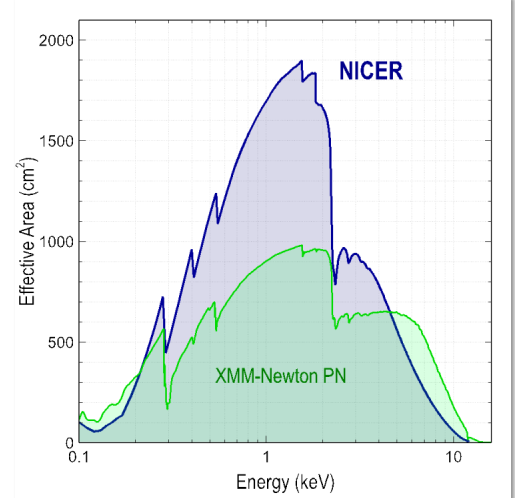 2000
NICER
1500
Effective Area (cm²)
1000
500
XMM-Newton PN
0
0.1
1
10
Energy (keV)